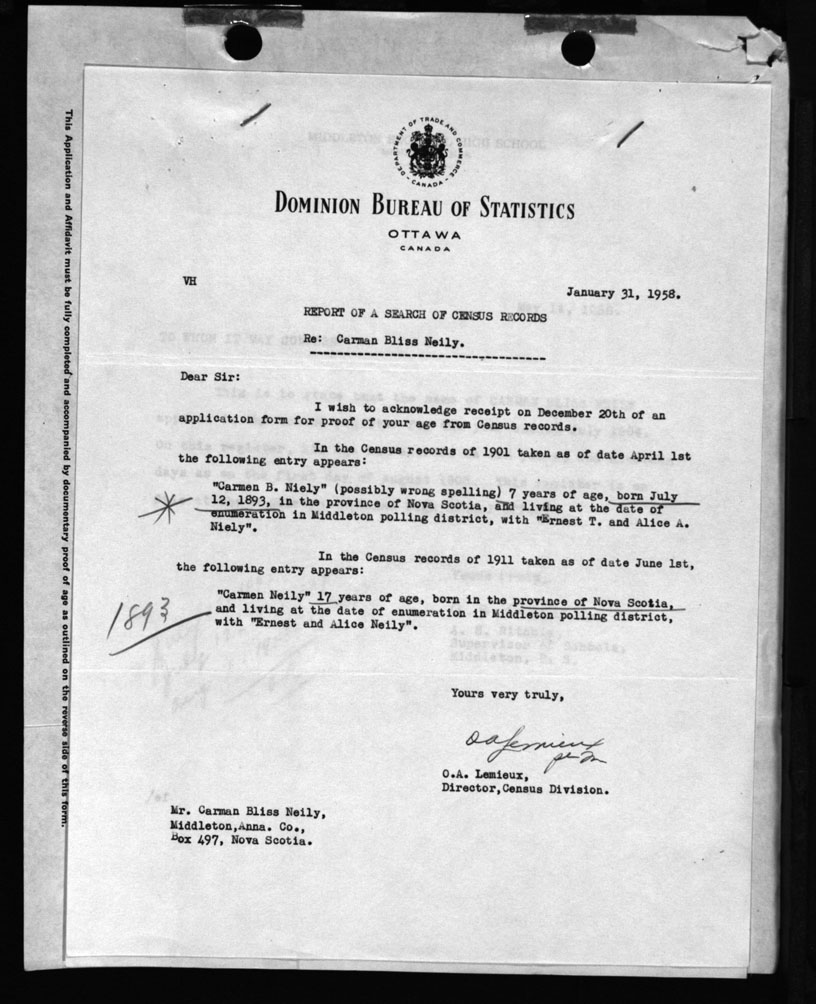 This Application and Affidavit must be fully completed and accompanied by documentary proof of age as outlined on the reverse side of this form.
DEPARTMENT OF TRADE AND COMMERCE
- CANADA -
DOMINION BUREAU OF STATISTICS
OTTAWA
CANADA
VH
January 31, 1958.
REPORT OF A SEARCH OF CENSUS RECORDS
Re: Carman Bliss Neily.
Dear Sir:
I wish to acknowledge receipt on December 20th of an
application form for proof of your age from Census records.
In the Census records of 1901 taken as of date April 1st
the following entry appears:
"Carmen B. Niely" (possibly wrong spelling) 7 years of age, born July
12, 1893, in the province of Nova Scotia, and living at the date of
enumeration in Middleton polling district, with "Ernest T. and Alice A.
Niely".
In the Census records of 1911 taken as of date June 1st,
the following entry appears:
"Carmen Neily" 17 years of age, born in the province of Nova Scotia,
1893
and living at the date of enumeration in Middleton polling district,
with "Ernest and Alice Neily".
Yours very truly,
OALemieux
O.A. Lemieux,
Director,Census Division.
Mr. Carman Bliss Neily,
Middleton,Anna. Co.,
Box 497, Nova Scotia.